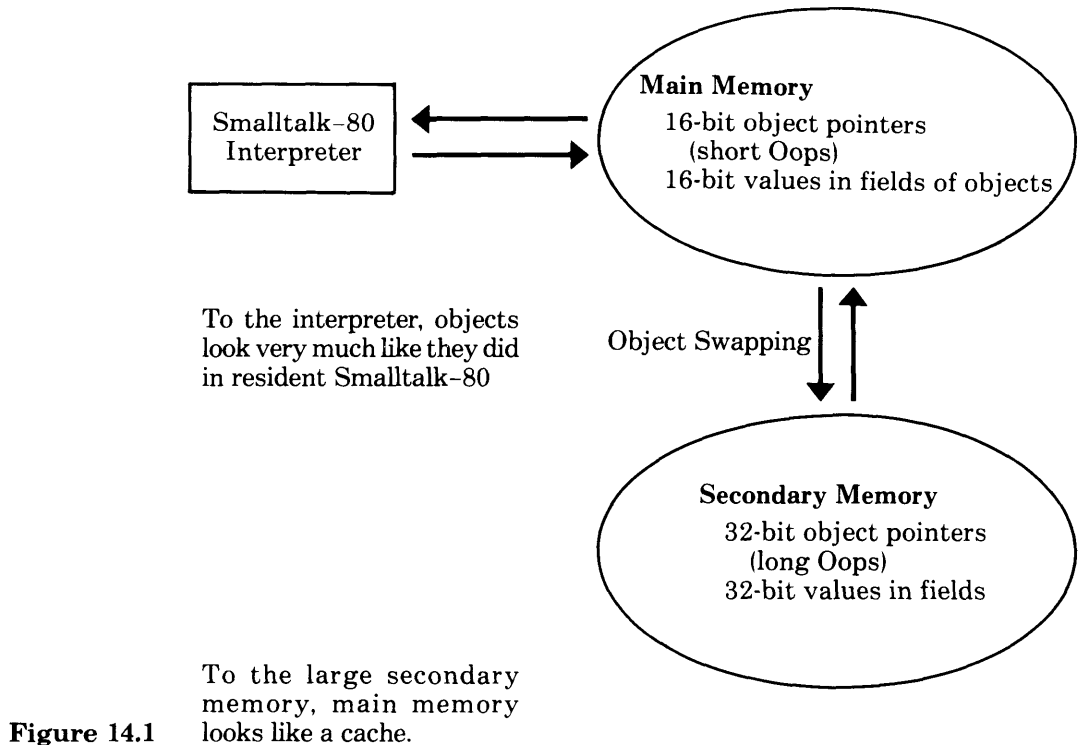 Smalltalk-80
Interpreter
Main Memory
16-bit object pointers
(short Oops)
16-bit values in fields of objects
To the interpreter, objects
look very much like they did
in resident Smalltalk-80
Object Swapping
Secondary Memory
32-bit object pointers
(long Oops)
32-bit values in fields
To the large secondary
memory, main memory
looks like a cache.
Figure 14.1